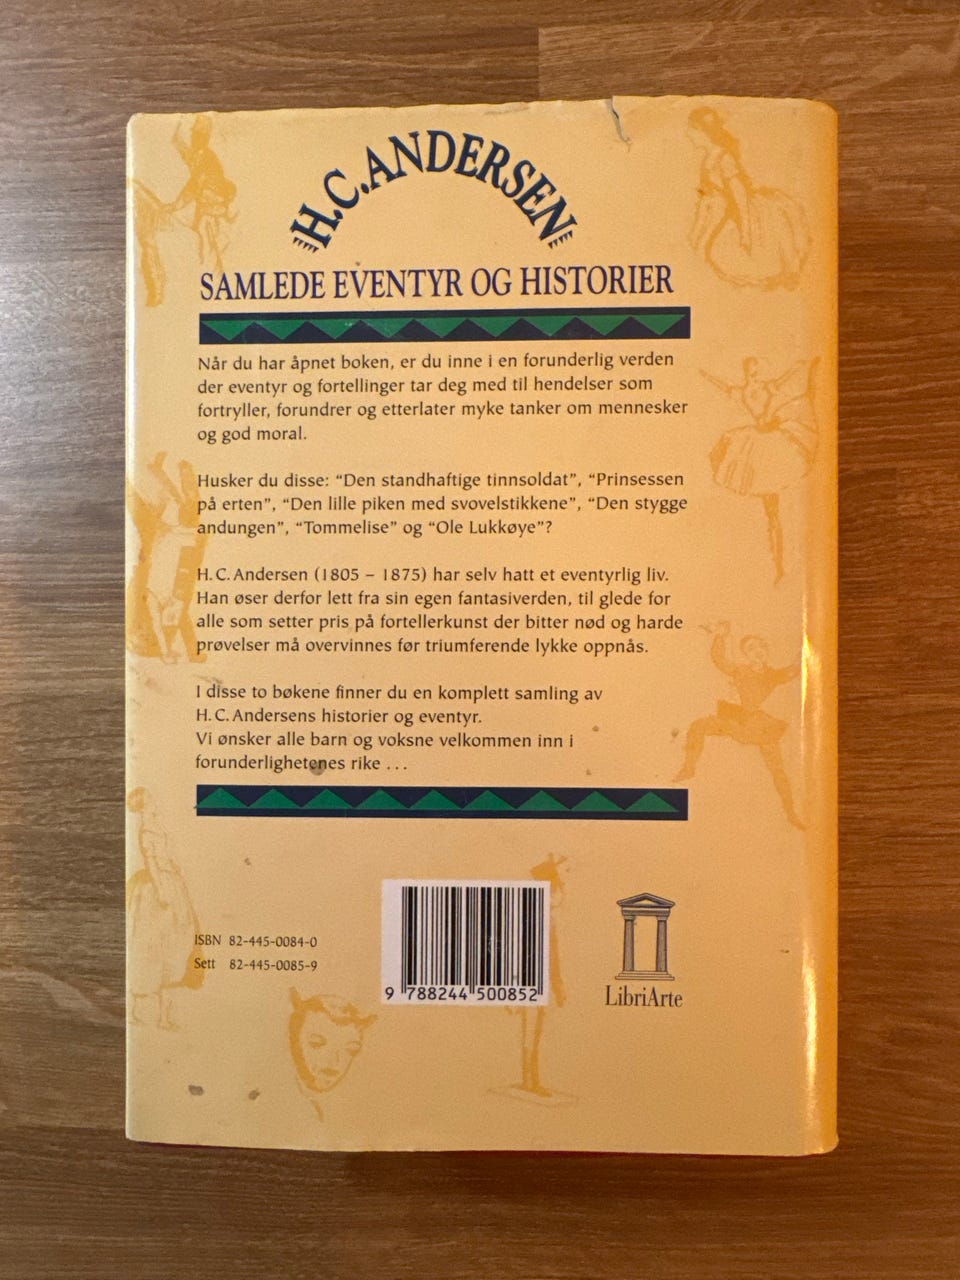 H.C.ANDERSEN
SAMLEDE EVENTYR OG HISTORIER
Når du har åpnet boken, er du inne i en forunderlig verden
der eventyr og fortellinger tar deg med til hendelser som
fortryller, forundrer og etterlater myke tanker om mennesker
og god moral.
Husker du disse: “Den standhaftige tinnsoldat”, “Prinsessen
på erten”, “Den lille piken med svovelstikkene”, “Den stygge
andungen”, “Tommelise” og “Ole Lukkøye”?
H. C. Andersen (1805 – 1875) har selv hatt et eventyrlig liv.
Han øser derfor lett fra sin egen fantasiverden, til glede for
alle som setter pris på fortellerkunst der bitter nød og harde
prøvelser må overvinnes før triumferende lykke oppnås.
I disse to bøkene finner du en komplett samling av
H. C. Andersens historier og eventyr.
Vi ønsker alle barn og voksne velkommen inn i
forunderlighetenes rike ...
ISBN 82-445-0084-0
Sett 82-445-0085-9
9 788244 500852
LibriArte